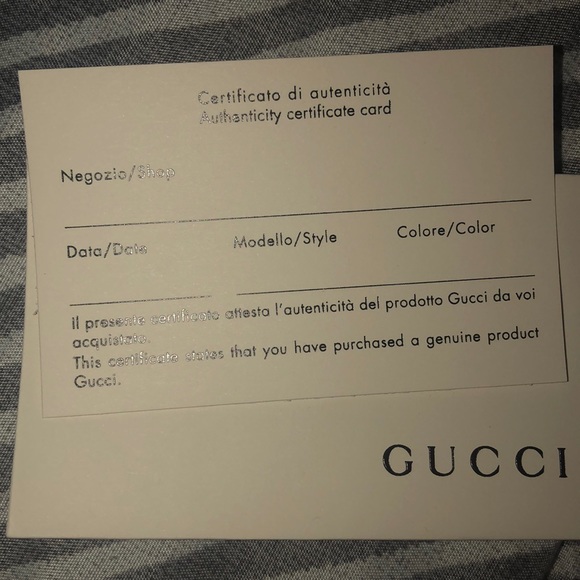 Certificato di autenticità
Authenticity certificate card
Negozio/Shop
Data/Date Modello/Style Colore/Color
Il presente certificato attesta l'autenticità del prodotto Gucci da voi
acquistato.
This certificate states that you have purchased a genuine product
Gucci.
GUCCI